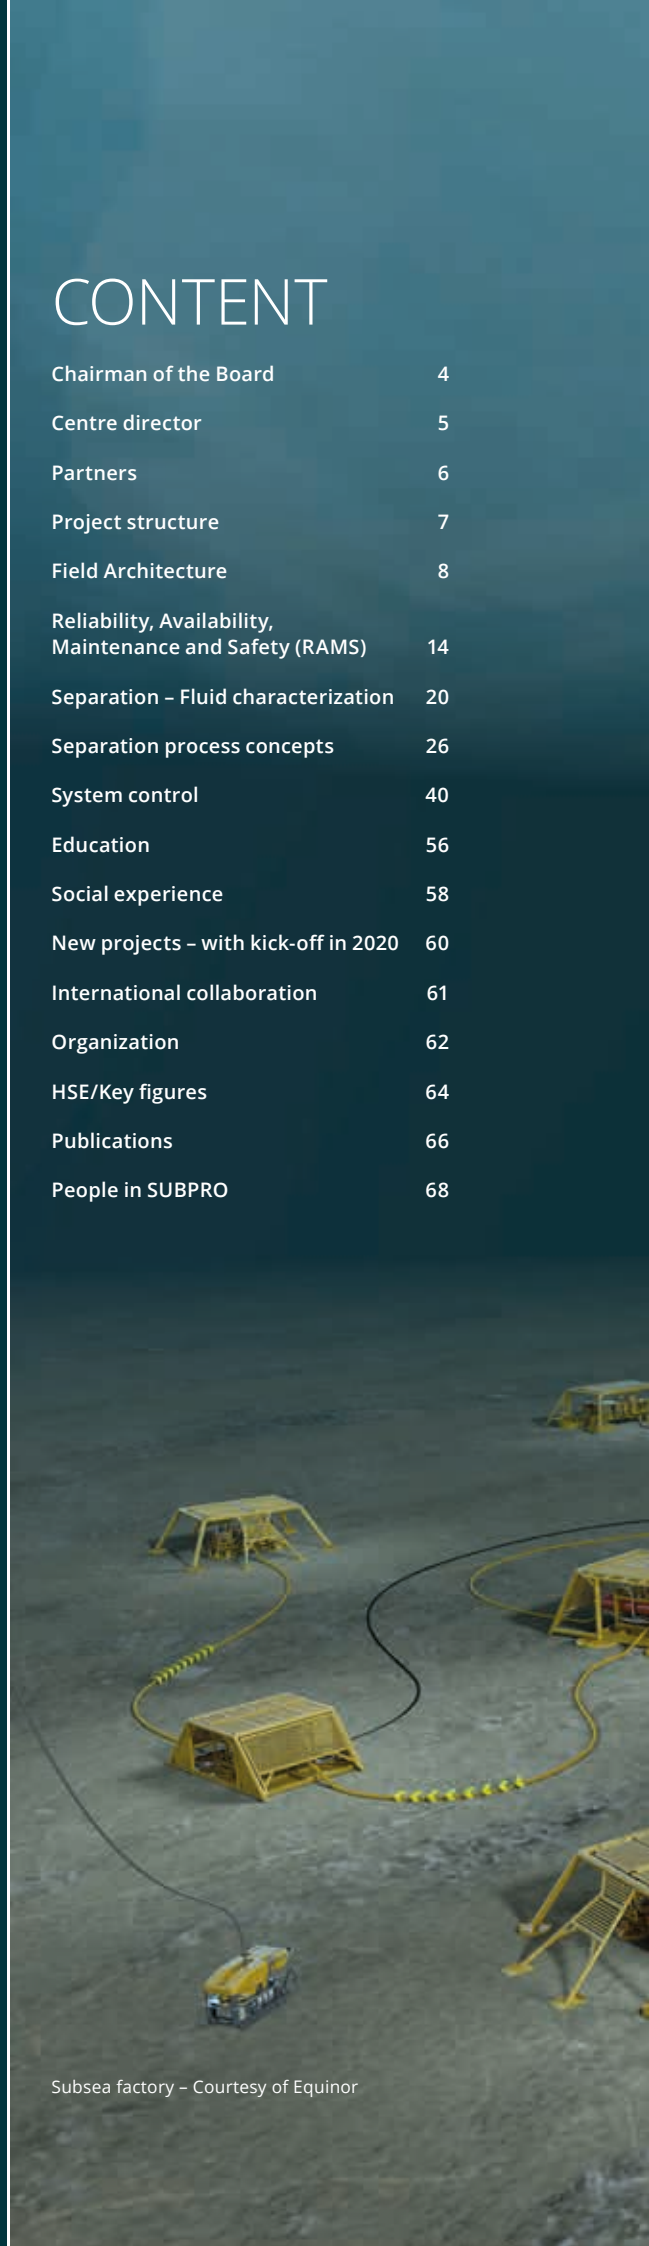 CONTENT
Chairman of the Board 4
Centre director 5
Partners 6
Project structure 7
Field Architecture 8
Reliability, Availability,
Maintenance and Safety (RAMS) 14
Separation – Fluid characterization 20
Separation process concepts 26
System control 40
Education 56
Social experience 58
New projects – with kick-off in 2020 60
International collaboration 61
Organization 62
HSE/Key figures 64
Publications 66
People in SUBPRO 68
Subsea factory – Courtesy of Equinor